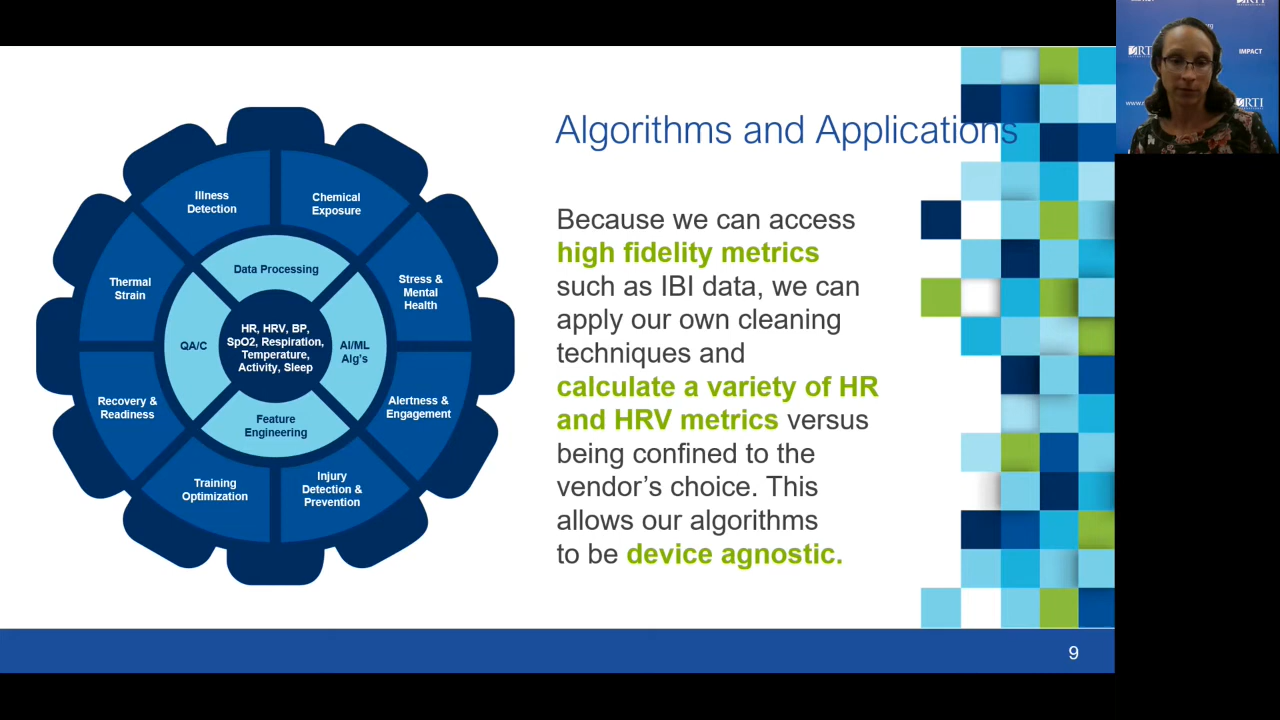 Algorithms and Applications
Illness
Detection
Chemical
Exposure
Thermal
Strain
Data Processing
Stress &
Mental
Health
QA/C
HR, HRV, BP,
SpO2, Respiration,
Temperature,
Activity, Sleep
AI/ML
Alg's
Recovery &
Readiness
Feature
Engineering
Alertness &
Engagement
Training
Optimization
Injury
Detection &
Prevention
Because we can access
high fidelity metrics
such as IBI data, we can
apply our own cleaning
techniques and
calculate a variety of HR
and HRV metrics versus
being confined to the
vendor’s choice. This
allows our algorithms
to be device agnostic.
9
RTI
IMPACT
RTI